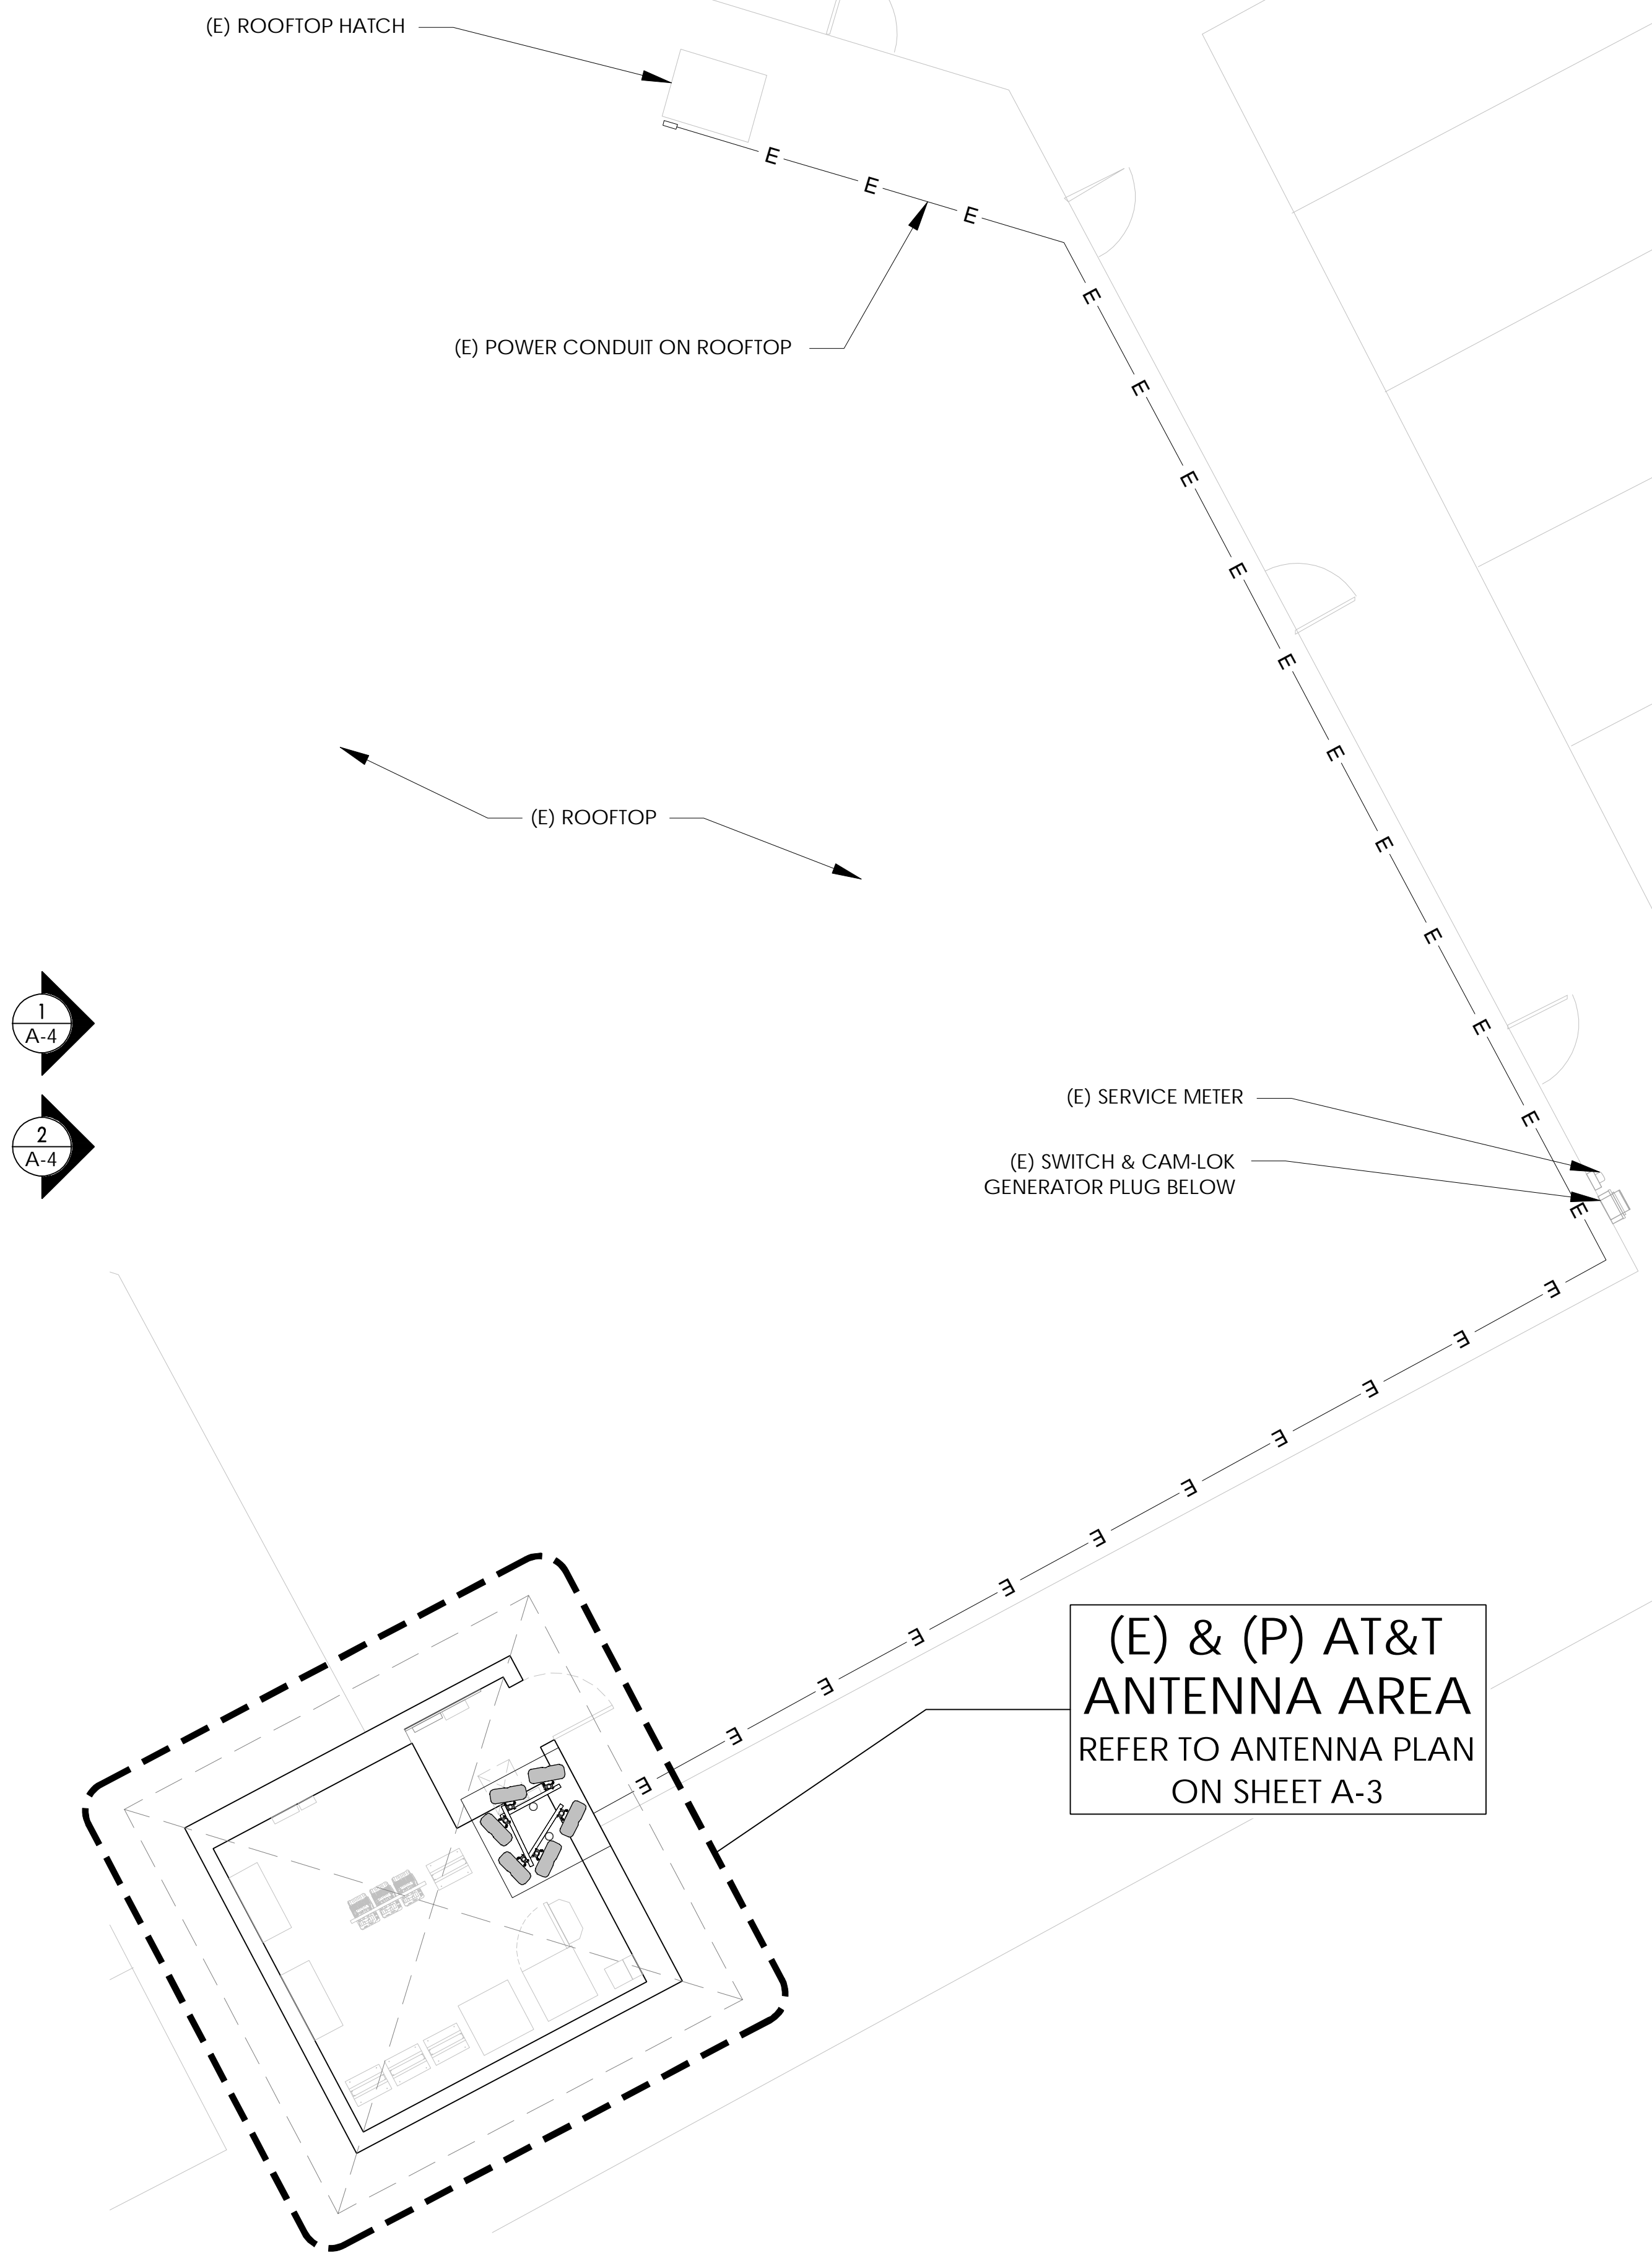 (E) ROOFTOP HATCH
E
E
E
(E) POWER CONDUIT ON ROOFTOP
E
E
E
E
E
E
(E) ROOFTOP
E
E
E
E
E
1
A-4
2
A-4
(E) SERVICE METER
(E) SWITCH & CAM-LOK
GENERATOR PLUG BELOW
E
E
E
E
E
E
E
E
E
E
E
(E) & (P) AT&T
ANTENNA AREA
REFER TO ANTENNA PLAN
ON SHEET A-3